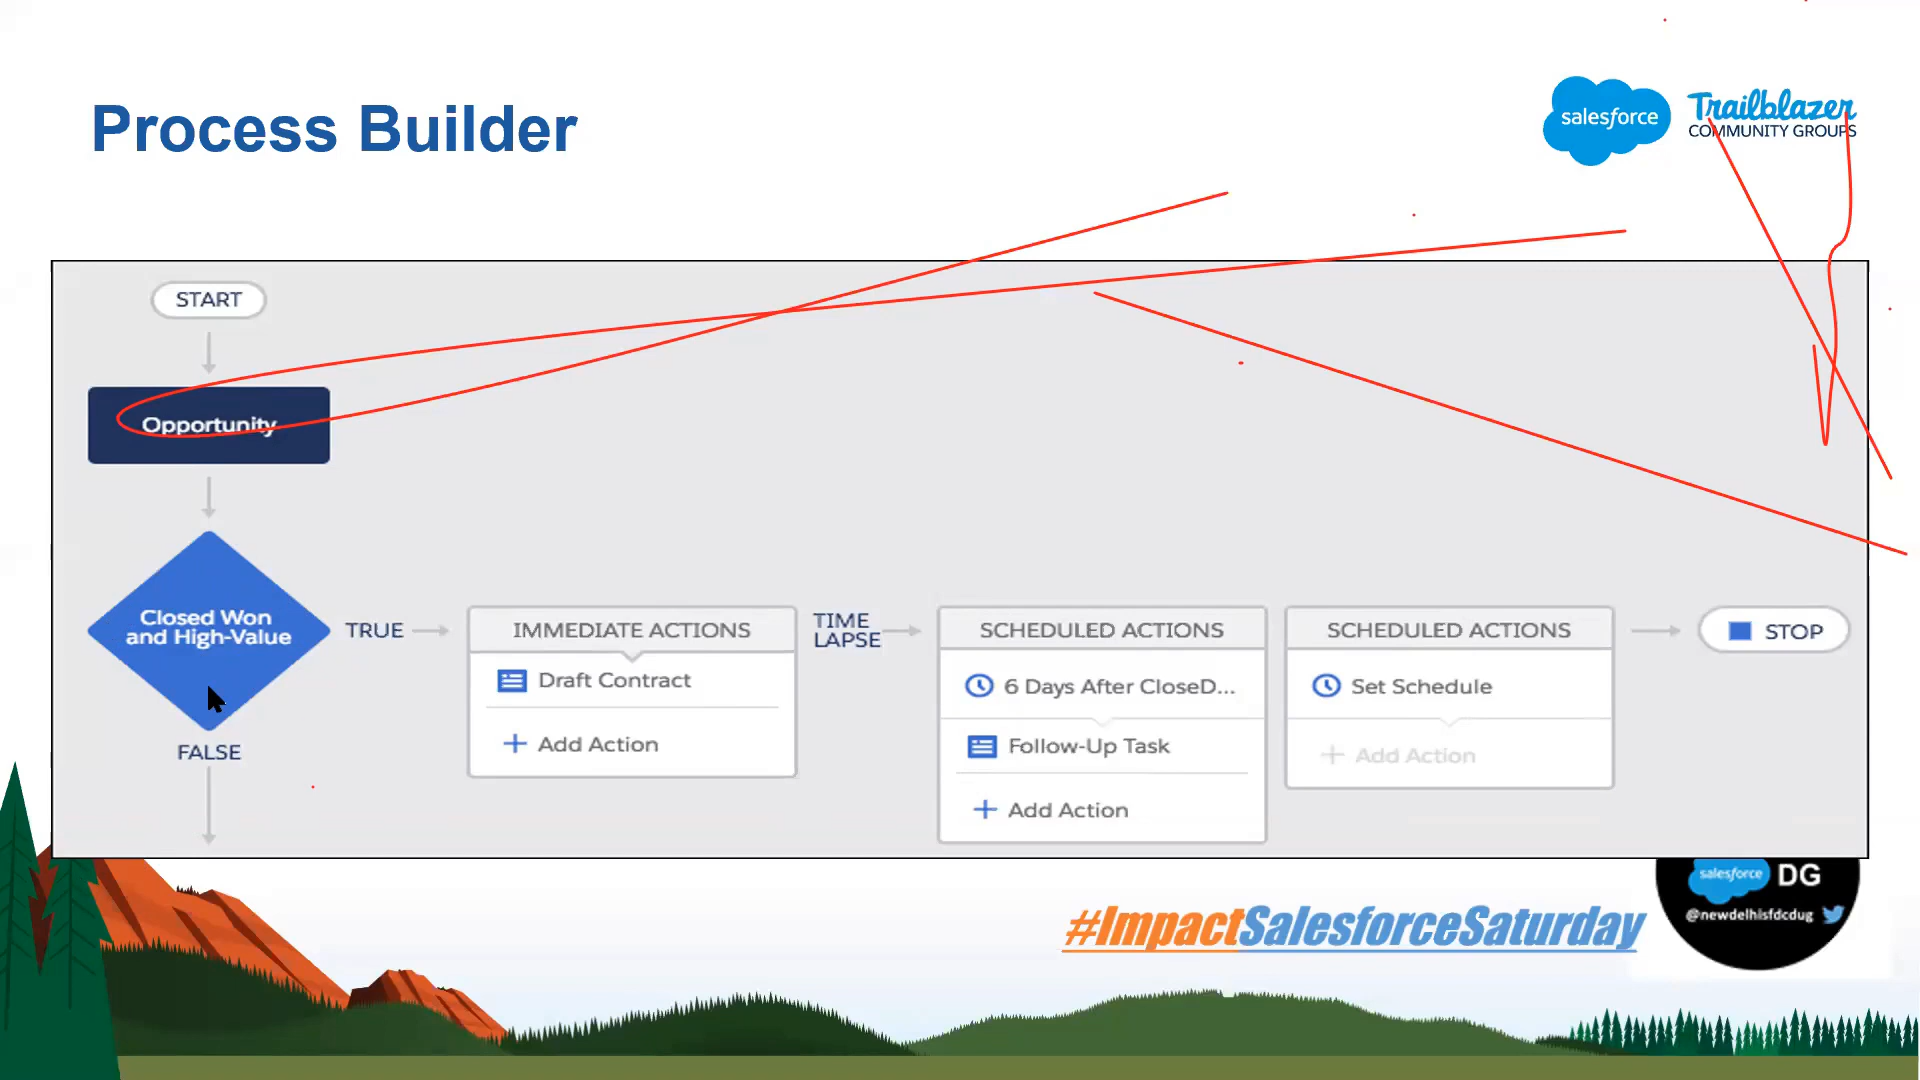 Process Builder
salesforce
Trailblazer
COMMUNITY GROUPS
START
Opportunity
Closed Won
and High-Value
TRUE
FALSE
IMMEDIATE ACTIONS
Draft Contract
Add Action
TIME
LAPSE
SCHEDULED ACTIONS
6 Days After CloseD...
Follow-Up Task
Add Action
SCHEDULED ACTIONS
Set Schedule
Add Action
STOP
salesforce DG
@newdelhisfdcdug
#ImpactSalesforceSaturday